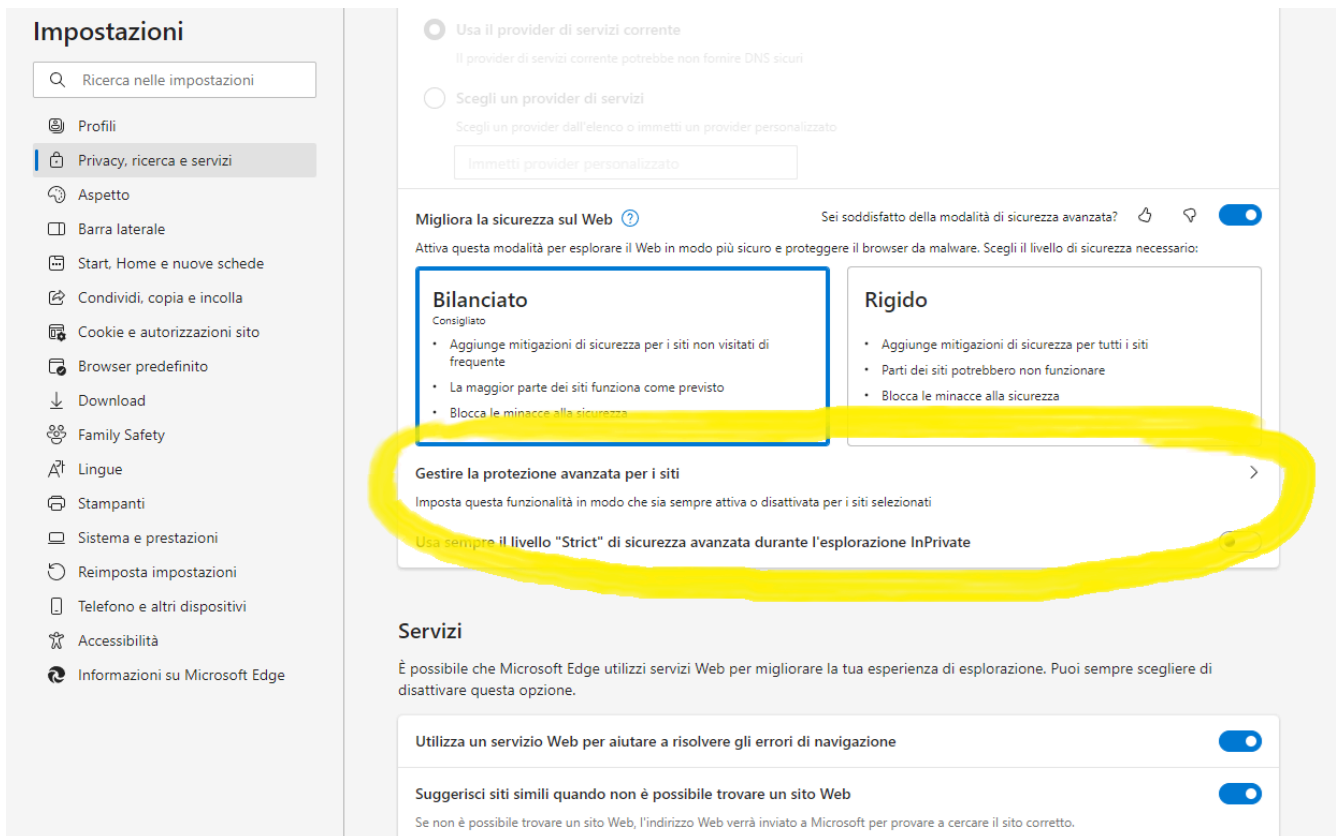 Impostazioni
Ricerca nelle impostazioni
Profili
Privacy, ricerca e servizi
Aspetto
Barra laterale
Start, Home e nuove schede
Condividi, copia e incolla
Cookie e autorizzazioni sito
Browser predefinito
Download
Family Safety
Lingue
Stampanti
Sistema e prestazioni
Reimposta impostazioni
Telefono e altri dispositivi
Accessibilità
Informazioni su Microsoft Edge
Usa il provider di servizi corrente
Il provider di servizi corrente potrebbe non fornire DNS sicuri
Scegli un provider di servizi
Scegli un provider dall'elenco o immetti un provider personalizzato
Immetti provider personalizzato
Migliora la sicurezza sul Web
Sei soddisfatto della modalità di sicurezza avanzata?
Attiva questa modalità per esplorare il Web in modo più sicuro e proteggere il browser da malware. Scegli il livello di sicurezza necessario:
Bilanciato
Consigliato
• Aggiunge mitigazioni di sicurezza per i siti non visitati di
frequente
• La maggior parte dei siti funziona come previsto
• Blocca le minacce alla sicurezza
Rigido
• Aggiunge mitigazioni di sicurezza per tutti i siti
• Parti dei siti potrebbero non funzionare
• Blocca le minacce alla sicurezza
Gestire la protezione avanzata per i siti
Imposta questa funzionalità in modo che sia sempre attiva o disattivata per i siti selezionati
Usa sempre il livello "Strict" di sicurezza avanzata durante l'esplorazione InPrivate
Servizi
È possibile che Microsoft Edge utilizzi servizi Web per migliorare la tua esperienza di esplorazione. Puoi sempre scegliere di
disattivare questa opzione.
Utilizza un servizio Web per aiutare a risolvere gli errori di navigazione
Suggerisci siti simili quando non è possibile trovare un sito Web
Se non è possibile trovare un sito Web, l'indirizzo Web verrà inviato a Microsoft per provare a cercare il sito corretto.